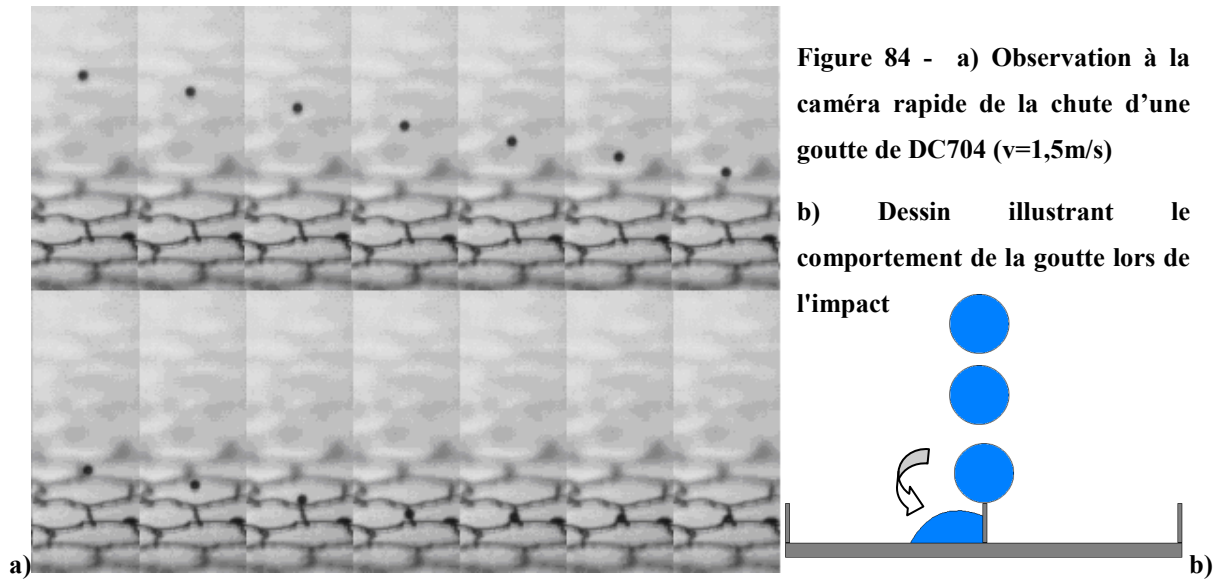 Figure 84 - a) Observation à la
caméra rapide de la chute d’une
goutte de DC704 (v=1,5m/s)
b) Dessin illustrant le
comportement de la goutte lors de
l'impact
a)
b)